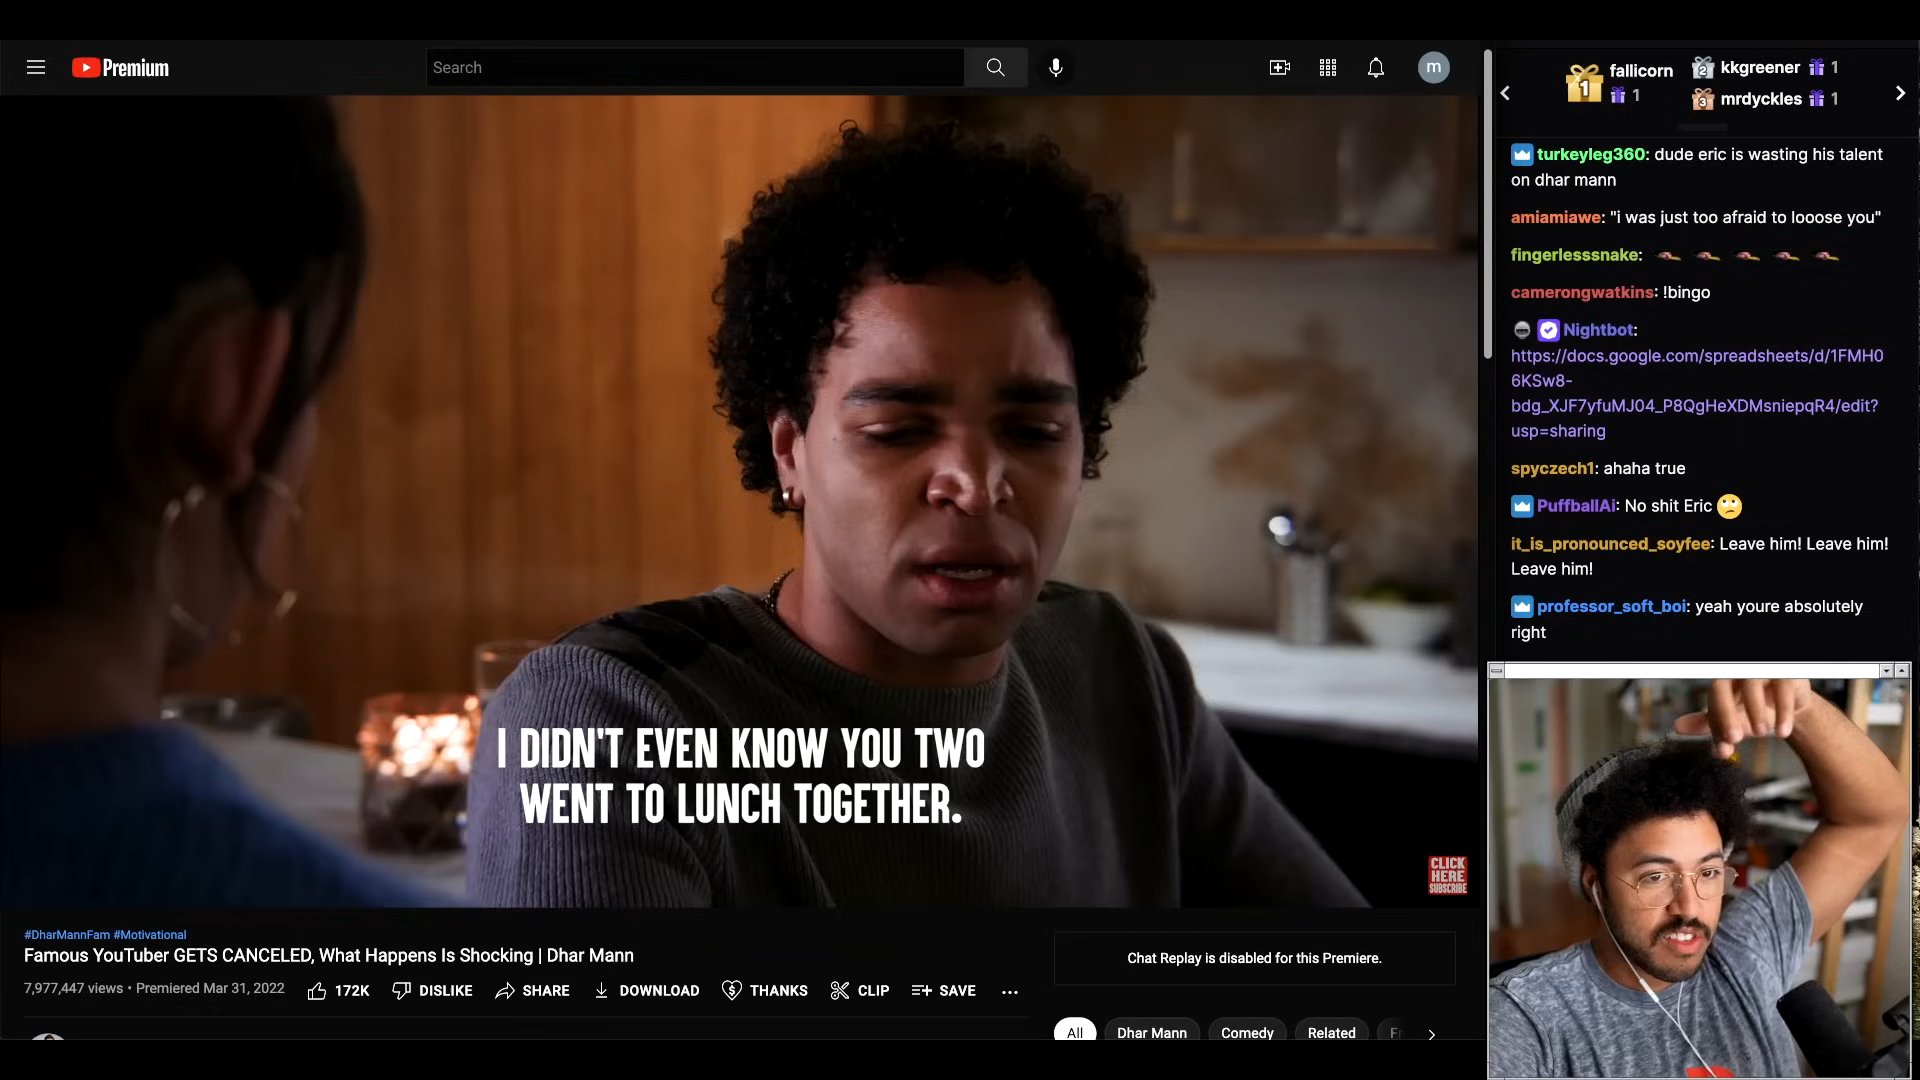 Premium
Search
m
1
fallicorn
1
2 kkgreener 1
3 mrdyckles 1
turkeyleg360: dude eric is wasting his talent
on dhar mann
amiamiawe: "i was just too afraid to looose you"
fingerlesssnake:
camerongwatkins: !bingo
Nightbot:
https://docs.google.com/spreadsheets/d/1FMH0
6KSw8-
bdg_XJF7yfuMJ04_P8QgHeXDMsniepqR4/edit?
usp=sharing
spyczech1: ahaha true
PuffballAi: No shit Eric
it_is_pronounced_soyfee: Leave him! Leave him!
Leave him!
professor_soft_boi: yeah youre absolutely
right
I DIDN'T EVEN KNOW YOU TWO
WENT TO LUNCH TOGETHER.
CLICK
HERE
SUBSCRIBE
#DharMannFam #Motivational
Famous YouTuber GETS CANCELED, What Happens Is Shocking | Dhar Mann
7,977,447 views • Premiered Mar 31, 2022
172K DISLIKE SHARE DOWNLOAD THANKS CLIP SAVE ...
Chat Replay is disabled for this Premiere.
All Dhar Mann Comedy Related